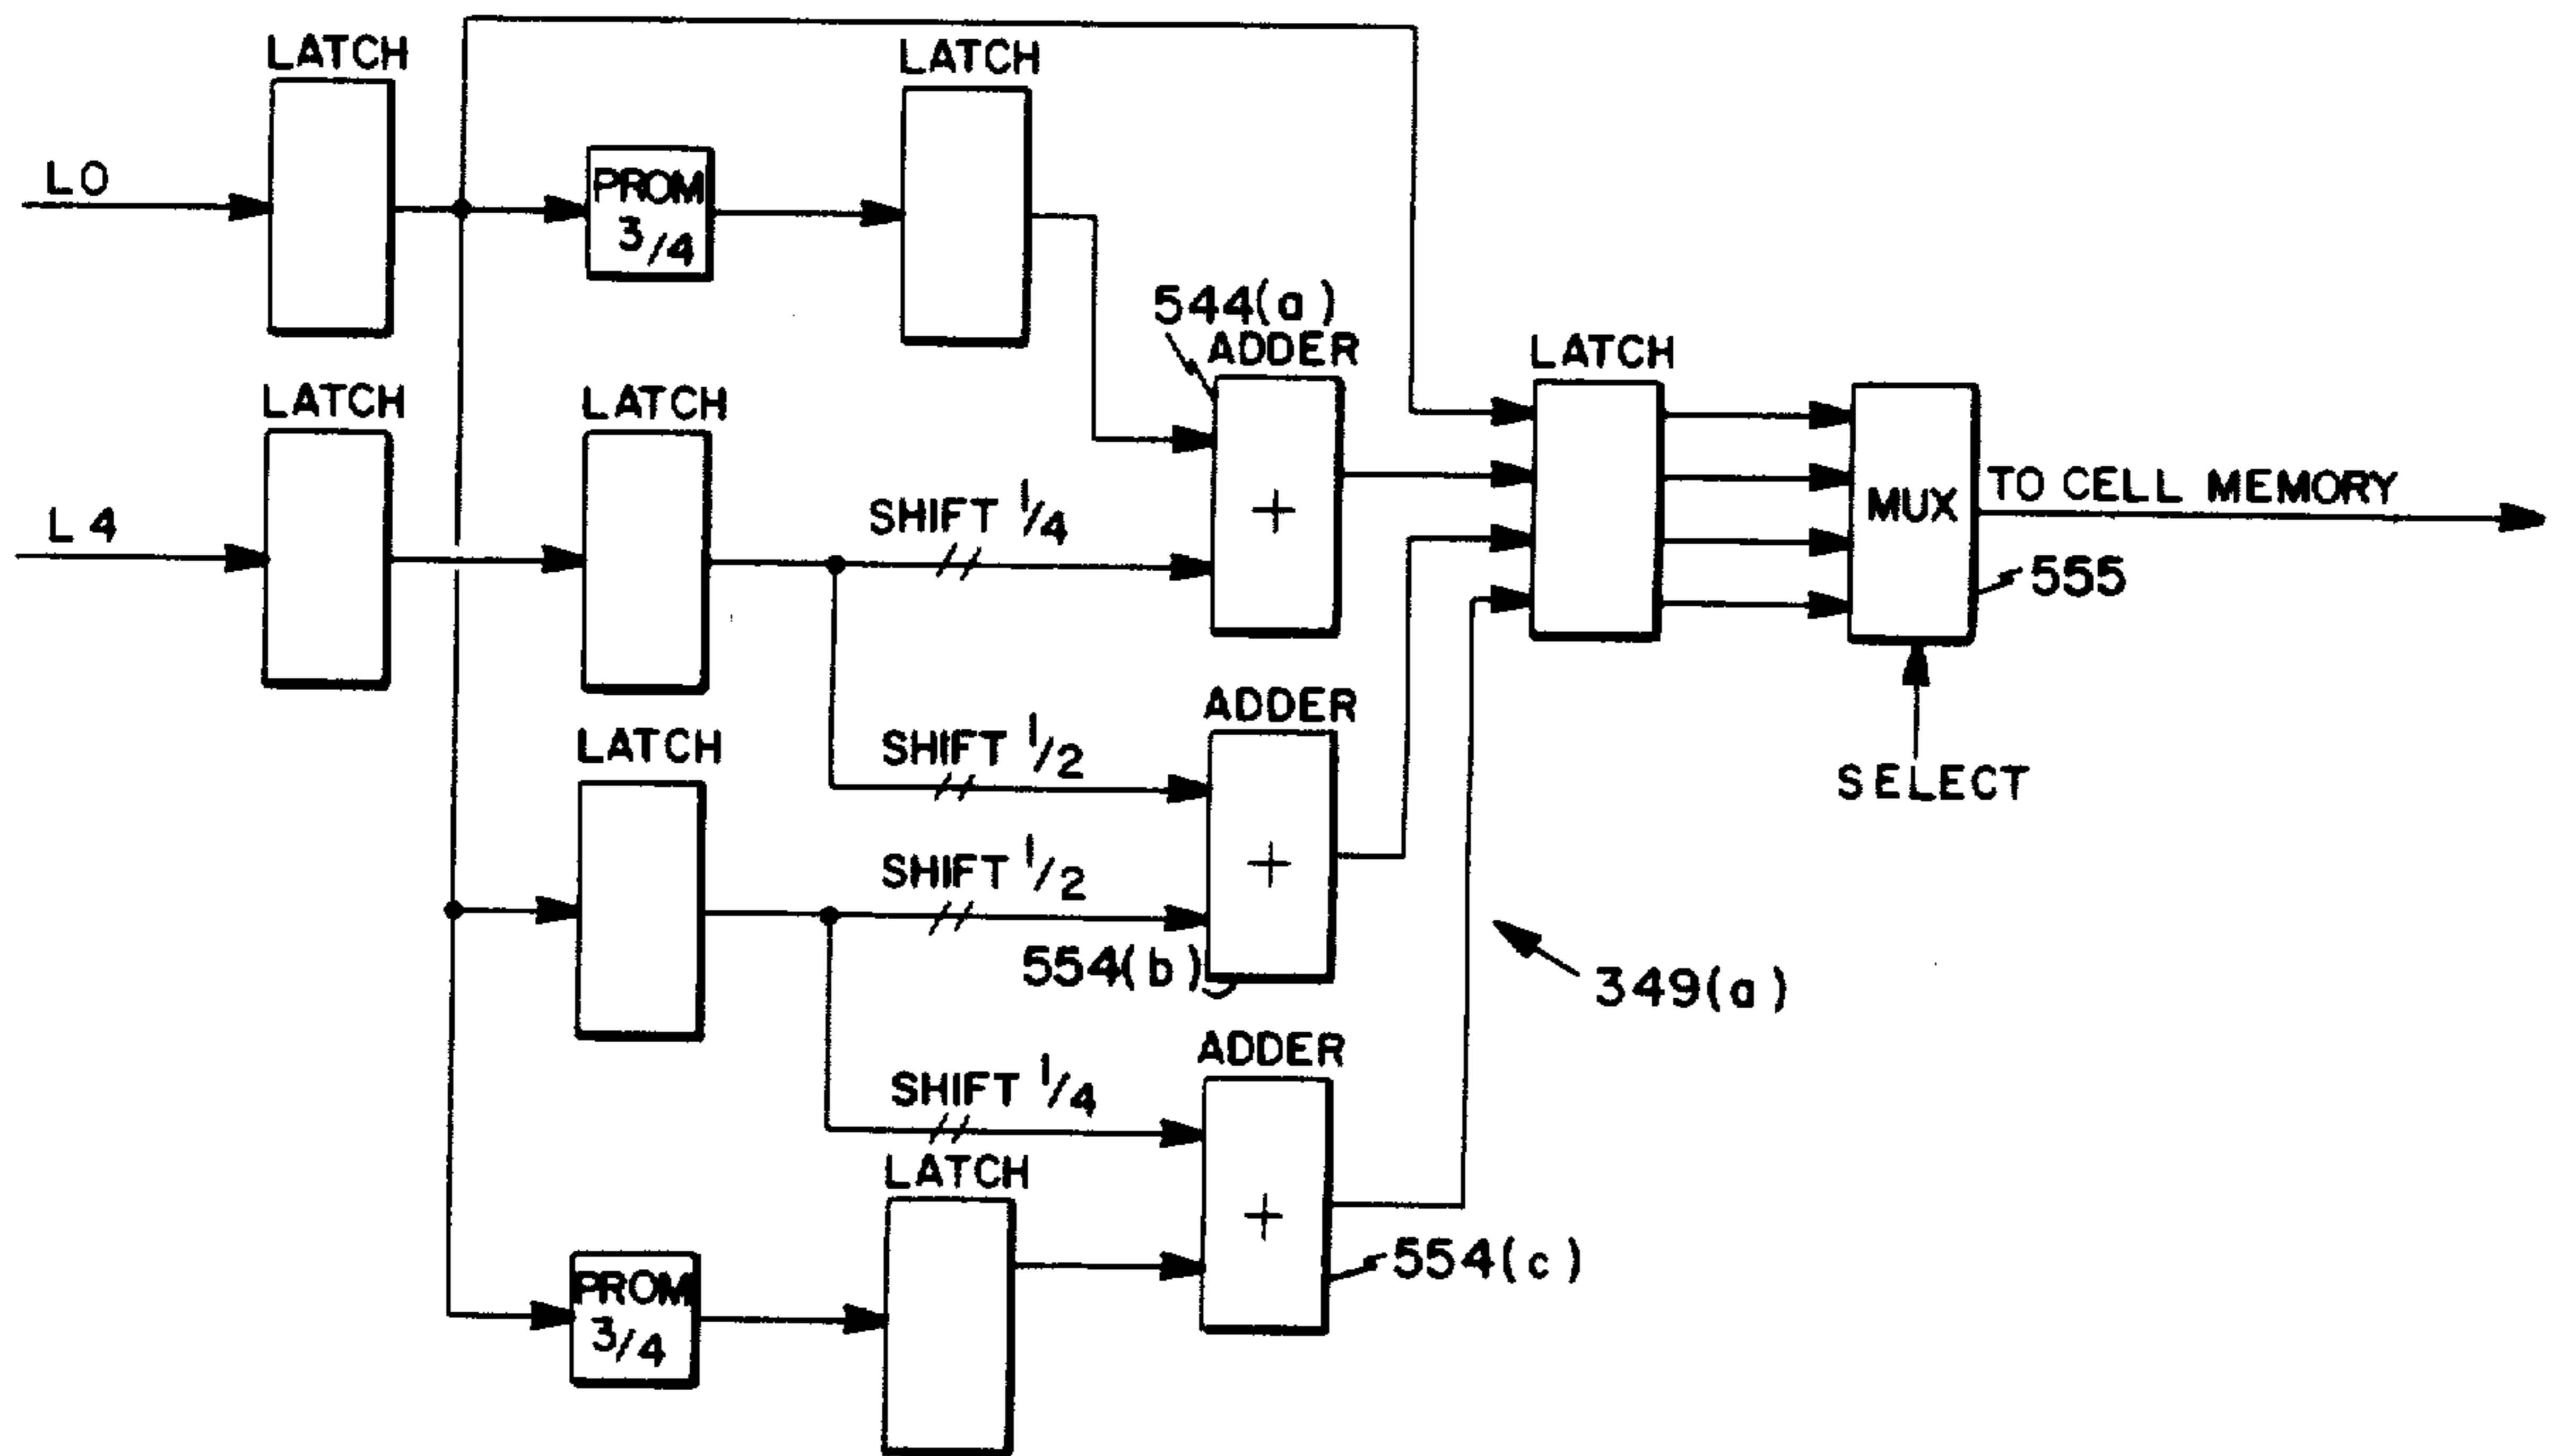 LATCH
LATCH
L0
PROM
3/4
544(a)
ADDER
LATCH
LATCH
LATCH
SHIFT 1/4
+
MUX
TO CELL MEMORY
L4
555
ADDER
LATCH
SHIFT 1/2
SELECT
SHIFT 1/2
+
554(b)
349(a)
ADDER
SHIFT 1/4
LATCH
+
554(c)
PROM
3/4